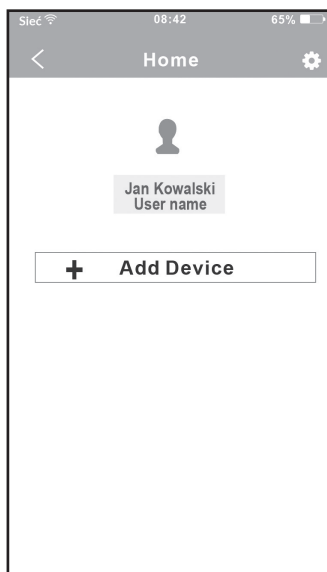 Sieć 08:42 65%
Home
Jan Kowalski
User name
+ Add Device